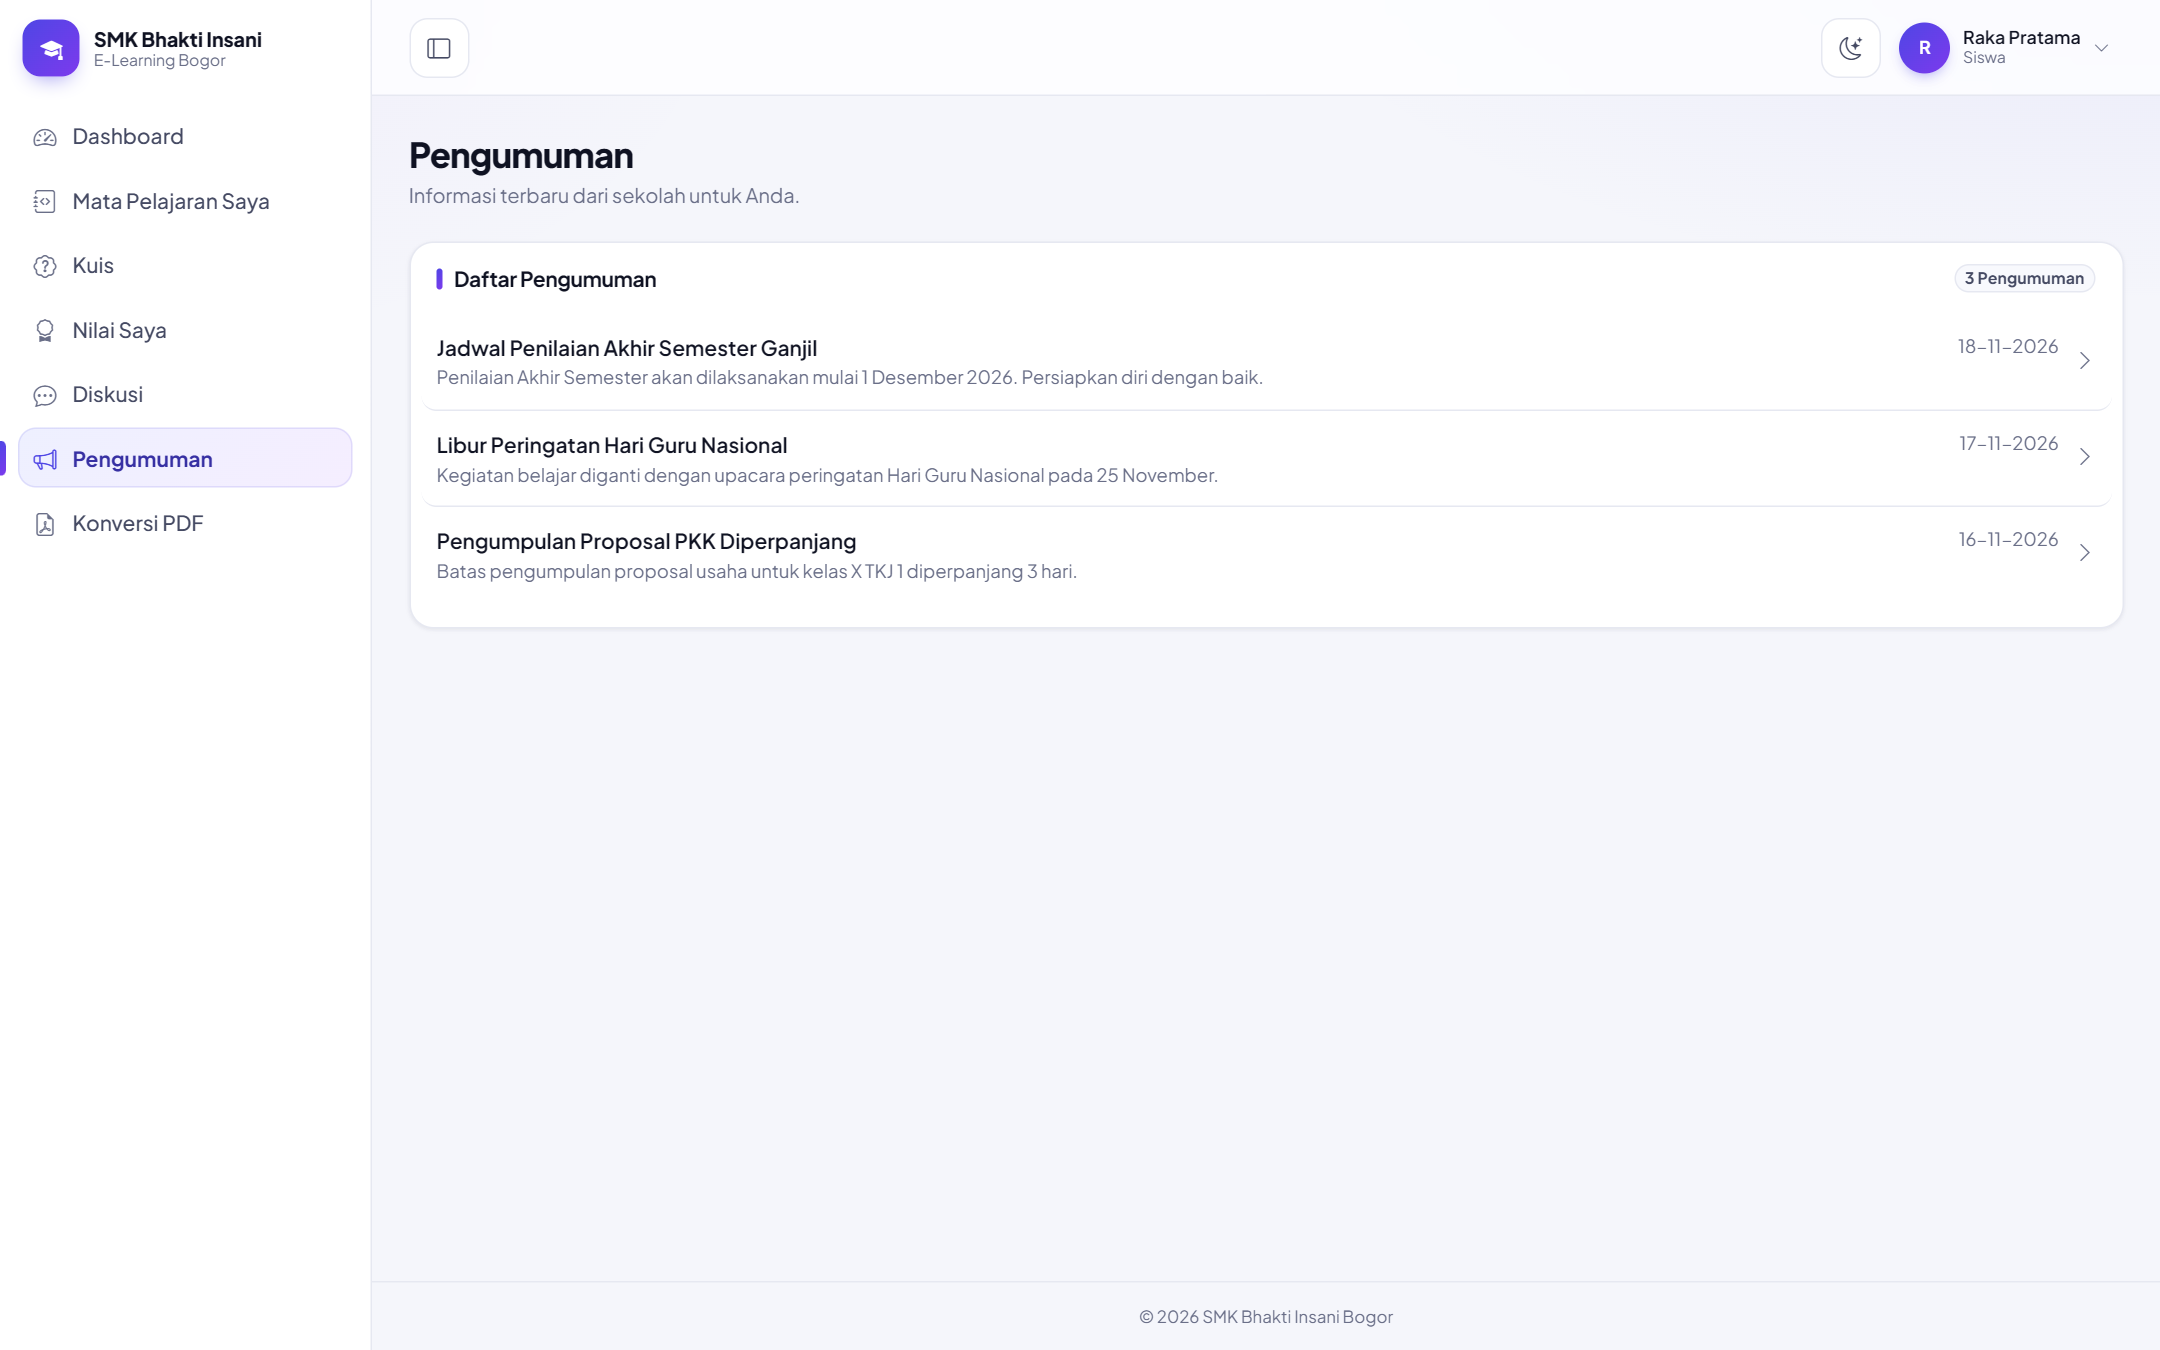 SMK Bhakti Insani
E-Learning Bogor
Dashboard
Mata Pelajaran Saya
Kuis
Nilai Saya
Diskusi
Pengumuman
Konversi PDF
R
Raka Pratama
Siswa
Pengumuman
Informasi terbaru dari sekolah untuk Anda.
Daftar Pengumuman
3 Pengumuman
Jadwal Penilaian Akhir Semester Ganjil
18-11-2026
Penilaian Akhir Semester akan dilaksanakan mulai 1 Desember 2026. Persiapkan diri dengan baik.
Libur Peringatan Hari Guru Nasional
17-11-2026
Kegiatan belajar diganti dengan upacara peringatan Hari Guru Nasional pada 25 November.
Pengumpulan Proposal PKK Diperpanjang
16-11-2026
Batas pengumpulan proposal usaha untuk kelas X TKJ 1 diperpanjang 3 hari.
© 2026 SMK Bhakti Insani Bogor